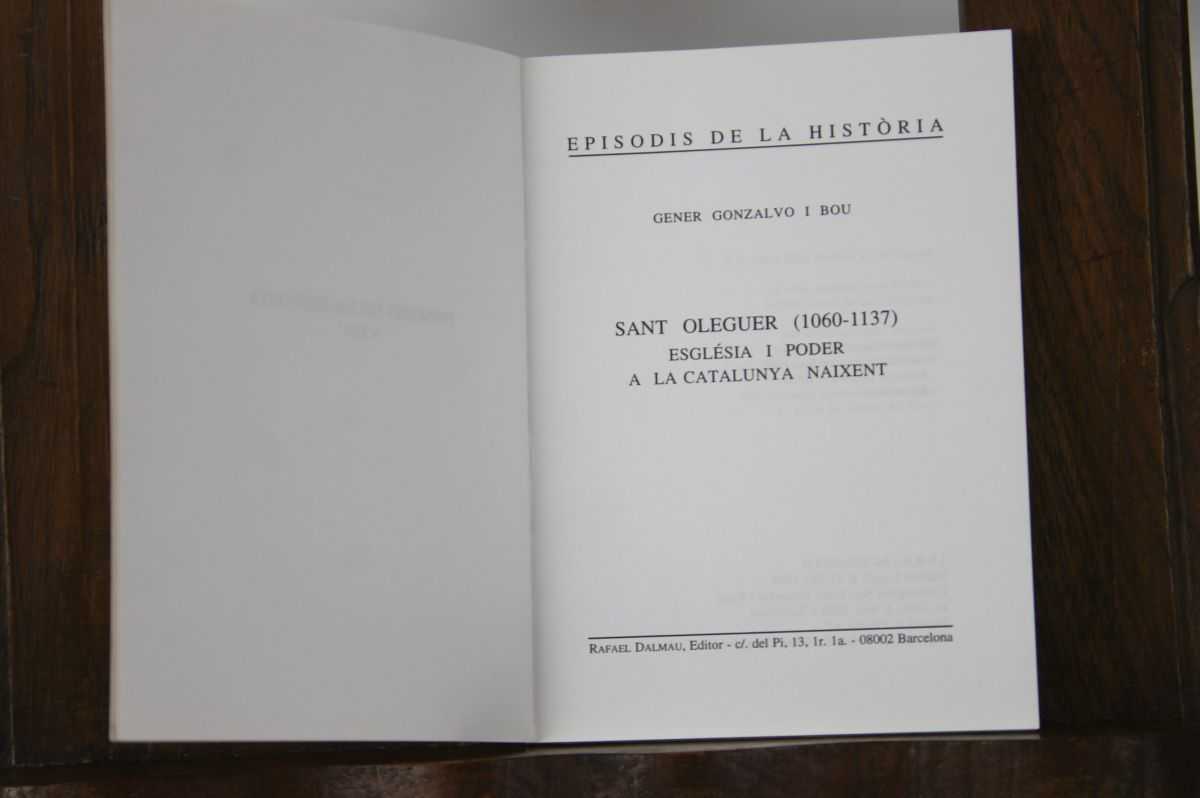 EPISODIS DE LA HISTÒRIA
GENER GONZALVO I BOU
SANT OLEGUER (1060-1137)
ESGLÉSIA I PODER
A LA CATALUNYA NAIXENT
RAFAEL DALMAU, Editor - c/. del Pi, 13, 1r. 1a. - 08002 Barcelona